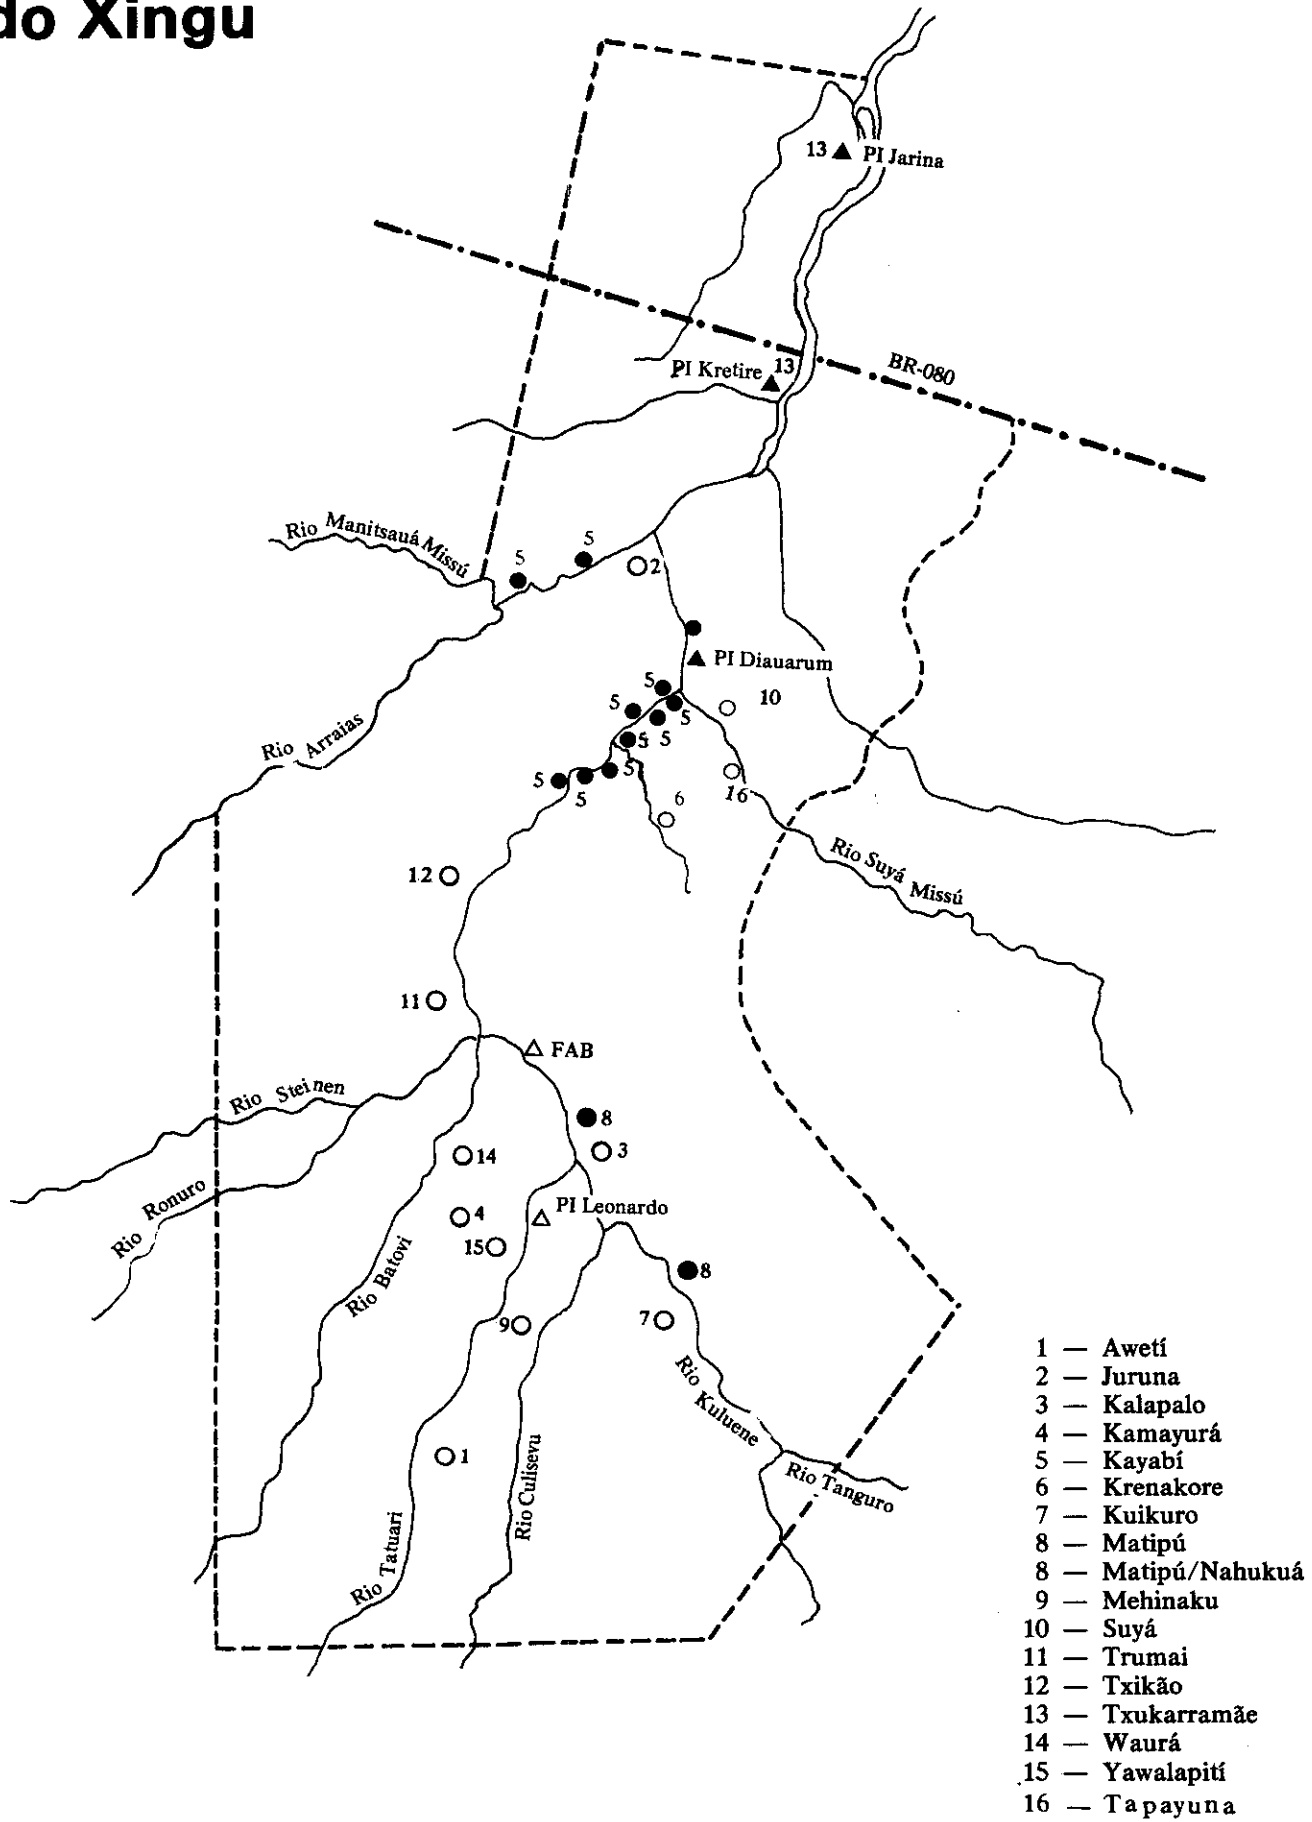 do Xingu
13 PI Jarina
BR-080
PI Kretire 13
Rio Manitsauá Missú
5
5
2
PI Diauarum
5
10
5
5
5
5
5
5
5
16
6
Rio Arraias
12
Rio Suyá Missú
11
FAB
Rio Steinen
8
3
14
Rio Ronuro
PI Leonardo
4
15
Rio Batovi
8
9
7
Rio Kuluene
1
Rio Tanguro
Rio Culisevu
Rio Tatuari
1 — Awetí
2 — Juruna
3 — Kalapalo
4 — Kamayurá
5 — Kayabí
6 — Krenakore
7 — Kuikuro
8 — Matipú
8 — Matipú/Nahukuá
9 — Mehinaku
10 — Suyá
11 — Trumai
12 — Txikão
13 — Txukarramãe
14 — Waurá
15 — Yawalapití
16 — Tapayuna